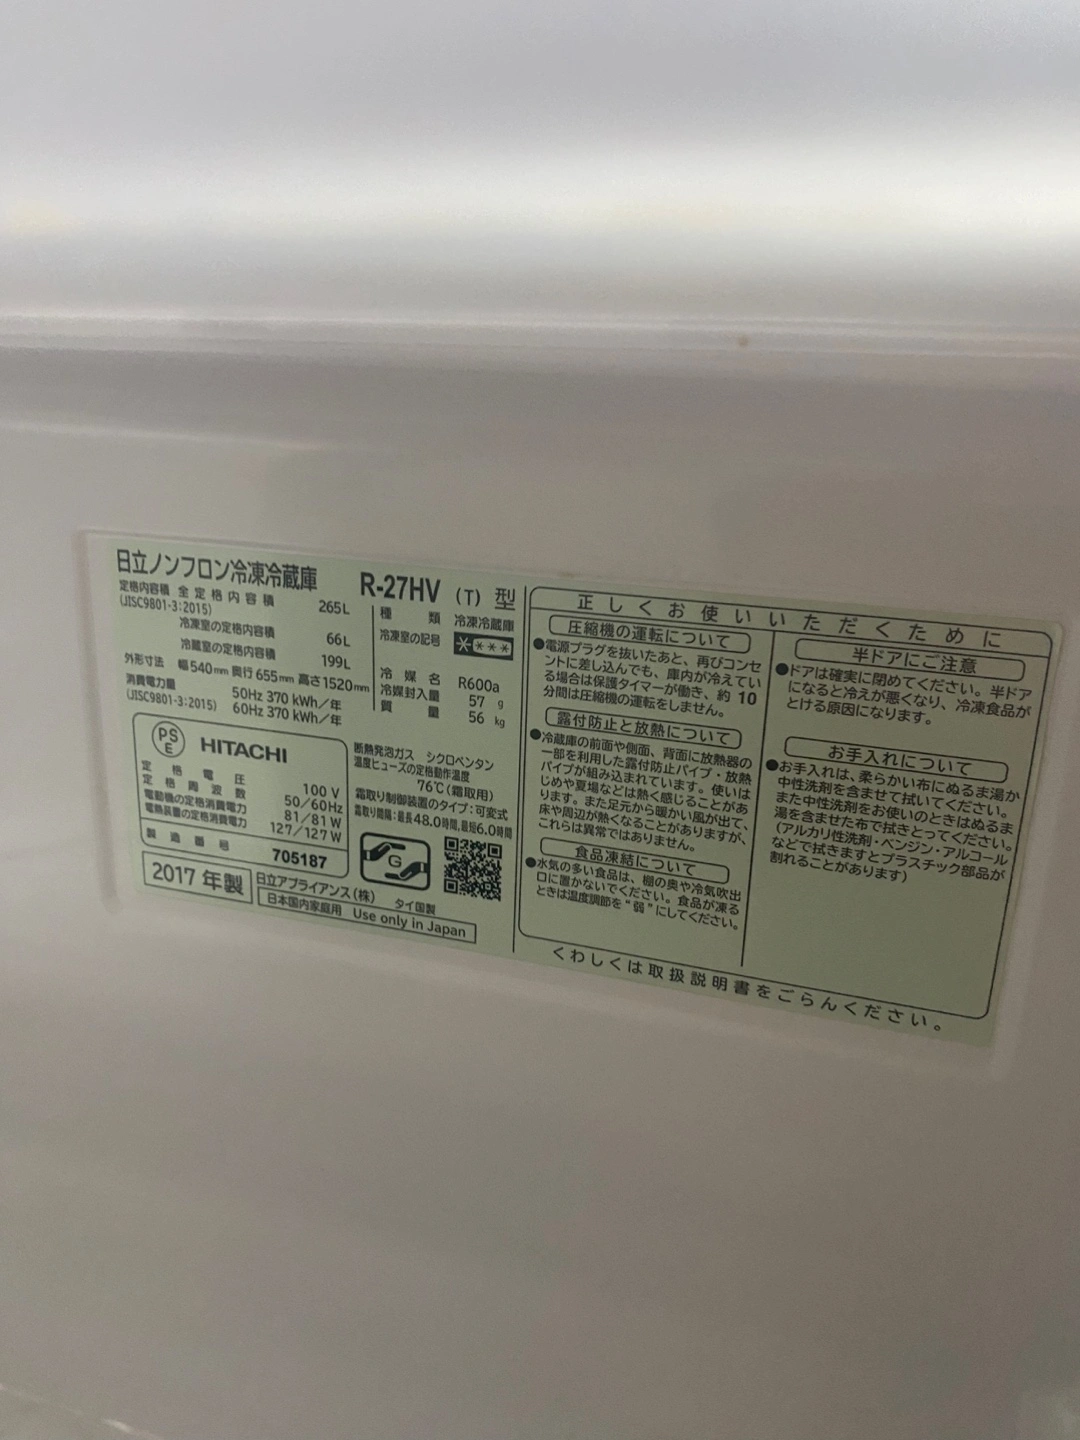 日立ノンフロン冷凍冷蔵庫 R-27HV (T) 型
定格内容積 全定格内容積 265L
(JISC9801-3:2015)
冷凍室の定格内容積 66L
冷蔵室の定格内容積 199L
外形寸法 幅540mm 奥行655mm 高さ1520mm
消費電力量 50Hz 370 kWh/年
(JISC9801-3:2015) 60Hz 370 kWh/年
種類 冷凍冷蔵庫
冷凍室の記号 ****
冷媒名 R600a
冷媒封入量 57 g
質量 56 kg
PS
E
HITACHI
定格電圧 100 V
定格周波数 50/60Hz
電動機の定格消費電力 81/81 W
電熱装置の定格消費電力 127/127 W
製造番号 705187
断熱発泡ガス シクロペンタン
温度ヒューズの定格動作温度
76℃(霜取用)
霜取り制御装置のタイプ:可変式
霜取り間隔:最長48.0時間,最短6.0時間
G
2017 年製
日立アプライアンス(株) タイ国製
日本国内家庭用 Use only in Japan
正しくお使いいただくために
圧縮機の運転について
●電源プラグを抜いたあと、再びコンセ
ントに差し込んでも、庫内が冷えてい
る場合は保護タイマーが働き、約 10
分間は圧縮機の運転をしません。
露付防止と放熱について
●冷蔵庫の前面や側面、背面に放熱器の
一部を利用した露付防止パイプ・放熱
パイプが組み込まれています。使いは
じめや夏場などは熱く感じることがあ
ります。また足元から暖かい風が出て、
床や周辺が熱くなることがありますが、
これらは異常ではありません。
食品凍結について
●水気の多い食品は、棚の奥や冷気吹出
口に置かないでください。食品が凍る
ときは温度調節を“弱”にしてください。
半ドアにご注意
●ドアは確実に閉めてください。半ドア
になると冷えが悪くなり、冷凍食品が
とける原因になります。
お手入れについて
●お手入れは、柔らかい布にぬるま湯か
中性洗剤を含ませて拭いてください。
また中性洗剤をお使いのときはぬるま
湯を含ませた布で拭きとってください。
(アルカリ性洗剤・ベンジン・アルコール
などで拭きますとプラスチック部品が
割れることがあります)
くわしくは取扱説明書をごらんください。